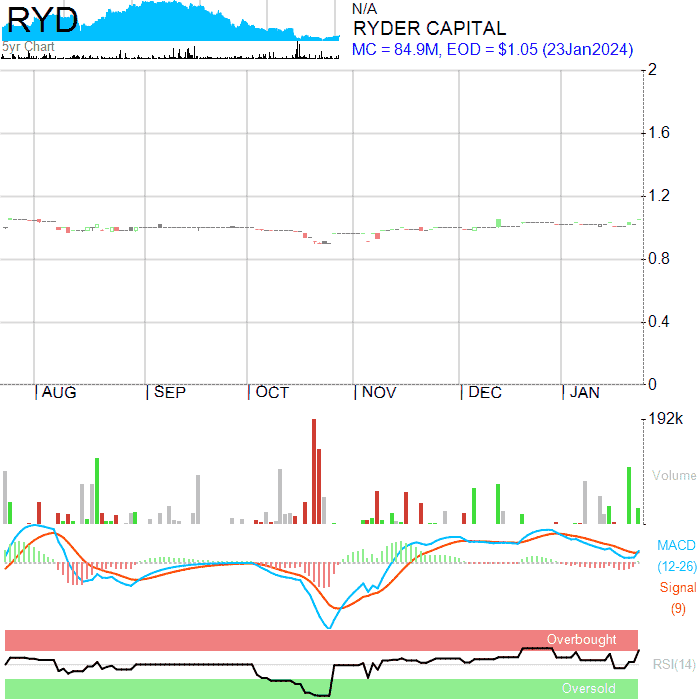 RYD
5yr Chart
N/A
RYDER CAPITAL
MC = 84.9M, EOD = $1.05 (23Jan2024)
2
1.6
1.2
0.8
0.4
0
AUG SEP OCT NOV DEC JAN
192k
Volume
MACD
(12-26)
Signal
(9)
Overbought
RSI(14)
Oversold